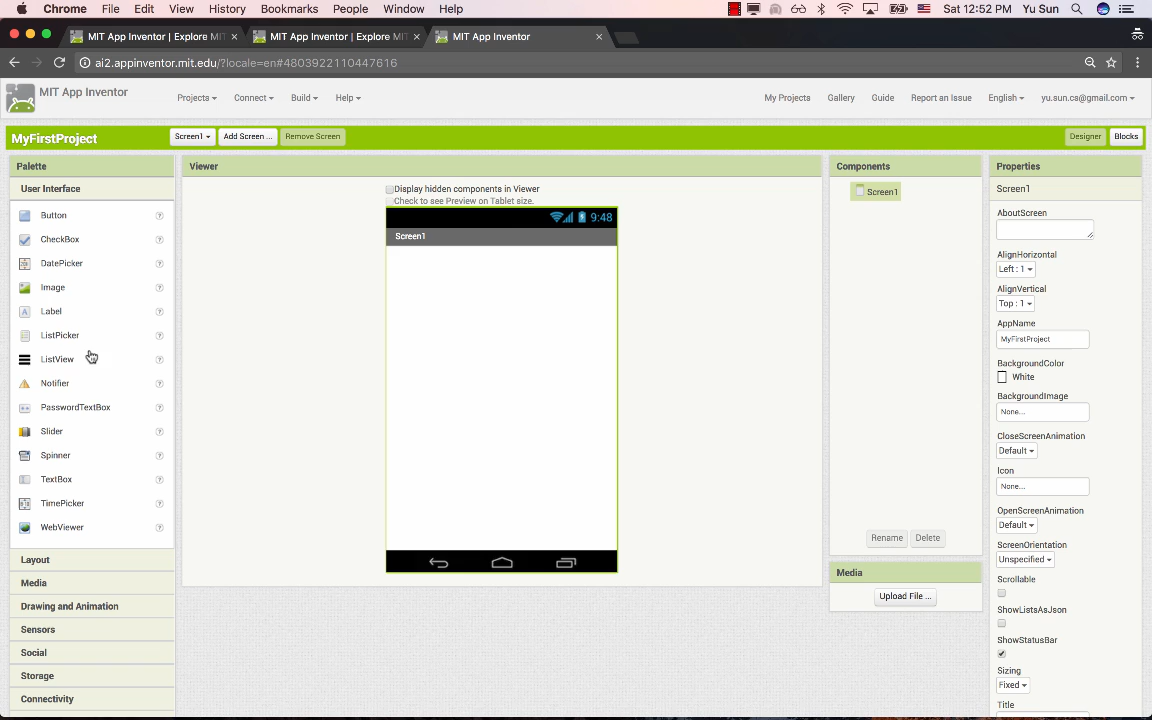 Chrome File Edit View History Bookmarks People Window Help Sat 12:52 PM Yu Sun
MIT App Inventor | Explore MIT MIT App Inventor | Explore MIT MIT App Inventor
ai2.appinventor.mit.edu/?locale=en#4803922110447616
MIT App Inventor
Projects Connect Build Help My Projects Gallery Guide Report an Issue English yu.sun.cs@gmail.com
MyFirstProject Screen1 Add Screen ... Remove Screen Designer Blocks
Palette
User Interface
Button
CheckBox
DatePicker
Image
Label
ListPicker
ListView
Notifier
PasswordTextBox
Slider
Spinner
TextBox
TimePicker
WebViewer
Layout
Media
Drawing and Animation
Sensors
Social
Storage
Connectivity
Viewer
Display hidden components in Viewer
Check to see Preview on Tablet size.
9:48
Screen1
Components
Screen1
Rename Delete
Media
Upload File ...
Properties
Screen1
AboutScreen
AlignHorizontal
Left : 1
AlignVertical
Top : 1
AppName
MyFirstProject
BackgroundColor
White
BackgroundImage
None...
CloseScreenAnimation
Default
Icon
None...
OpenScreenAnimation
Default
ScreenOrientation
Unspecified
Scrollable
ShowListsAsJson
ShowStatusBar
Sizing
Fixed
Title